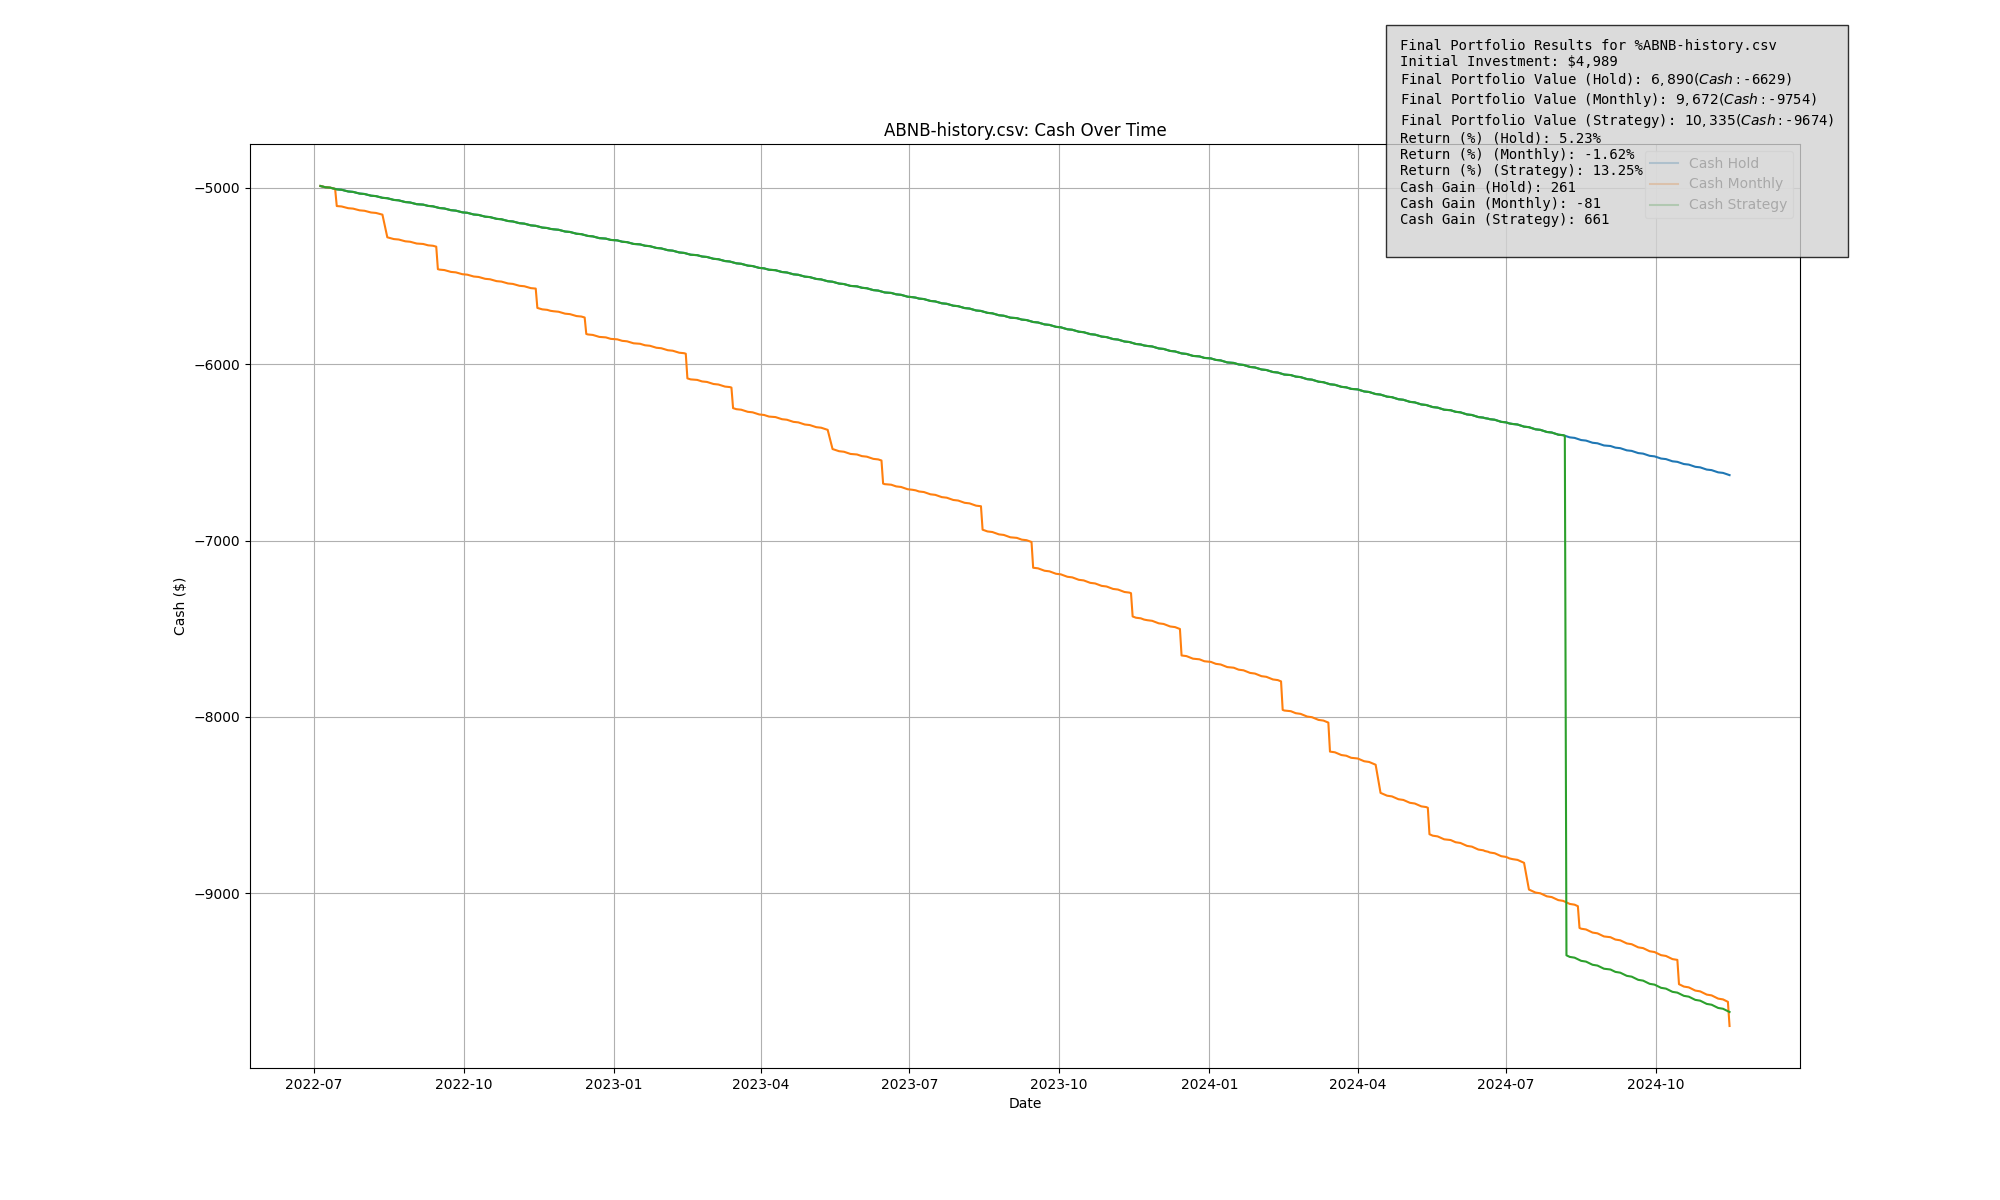 Final Portfolio Results for %ABNB-history.csv
Initial Investment: $4,989
Final Portfolio Value (Hold): 6,890(Cash:-6629)
Final Portfolio Value (Monthly): 9,672(Cash:-9754)
Final Portfolio Value (Strategy): 10,335(Cash:-9674)
Return (%) (Hold): 5.23%
Return (%) (Monthly): -1.62%
Return (%) (Strategy): 13.25%
Cash Gain (Hold): 261
Cash Gain (Monthly): -81
Cash Gain (Strategy): 661
ABNB-history.csv: Cash Over Time
Cash Hold
Cash Monthly
Cash Strategy
Cash ($)
−5000
−6000
−7000
−8000
−9000
2022-07 2022-10 2023-01 2023-04 2023-07 2023-10 2024-01 2024-04 2024-07 2024-10
Date